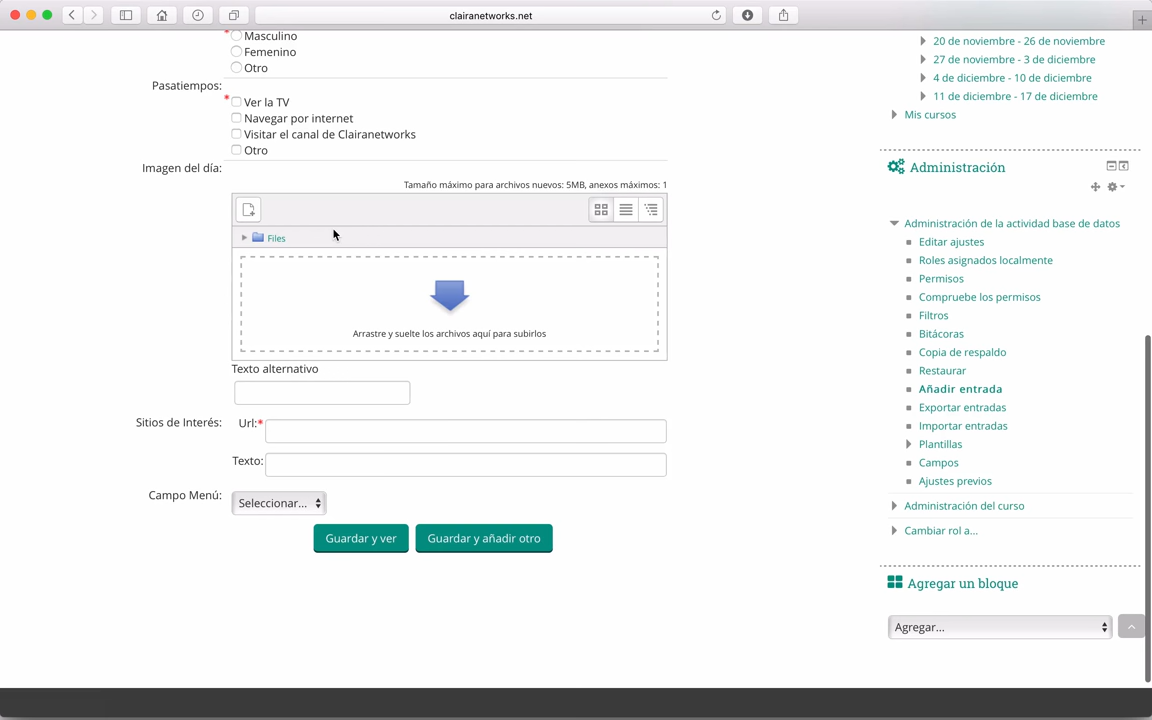 clairanetworks.net
* Masculino
Femenino
Otro
Pasatiempos:
* Ver la TV
Navegar por internet
Visitar el canal de Clairanetworks
Otro
Imagen del día:
Tamaño máximo para archivos nuevos: 5MB, anexos máximos: 1
Files
Arrastre y suelte los archivos aquí para subirlos
Texto alternativo
Sitios de Interés: Url:*
Texto:
Campo Menú: Seleccionar...
Guardar y ver Guardar y añadir otro
20 de noviembre - 26 de noviembre
27 de noviembre - 3 de diciembre
4 de diciembre - 10 de diciembre
11 de diciembre - 17 de diciembre
Mis cursos
Administración
Administración de la actividad base de datos
Editar ajustes
Roles asignados localmente
Permisos
Compruebe los permisos
Filtros
Bitácoras
Copia de respaldo
Restaurar
Añadir entrada
Exportar entradas
Importar entradas
Plantillas
Campos
Ajustes previos
Administración del curso
Cambiar rol a...
Agregar un bloque
Agregar...